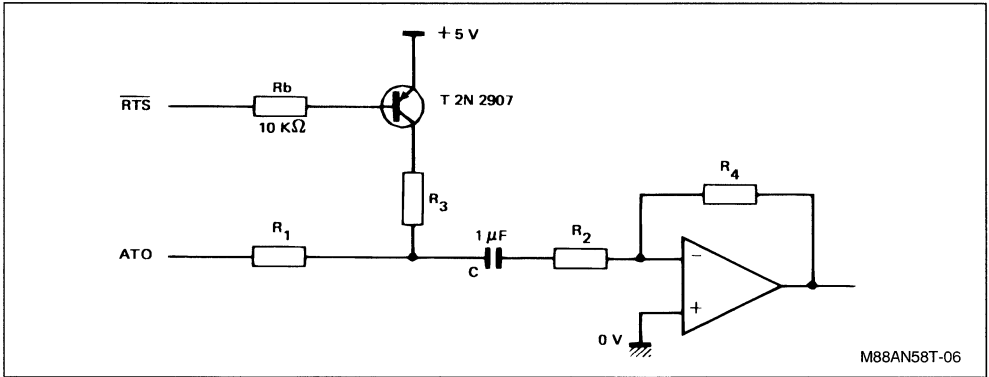 +5 V
RTS
Rb
10 KΩ
T 2N 2907
R3
R4
ATO
R1
1 μF
C
R2
−
+
0 V
M88AN58T-06